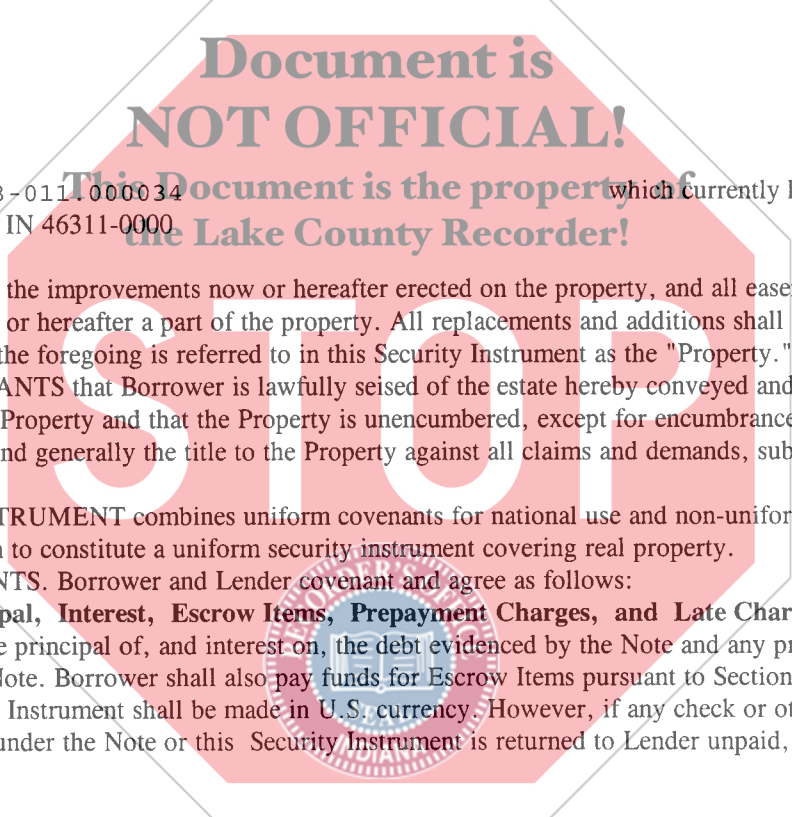 Document is
NOT OFFICIAL!
This Document is the property of
the Lake County Recorder!
-011.000034 which currently
IN 46311-0000
the improvements now or hereafter erected on the property, and all
or hereafter a part of the property. All replacements and additions shall
the foregoing is referred to in this Security Instrument as the "Property."
ANTS that Borrower is lawfully seised of the estate hereby conveyed and
Property and that the Property is unencumbered, except for encumbrance
nd generally the title to the Property against all claims and demands, sub
STOP
TRUMENT combines uniform covenants for national use and non-unifor
to constitute a uniform security instrument covering real property.
NTS. Borrower and Lender covenant and agree as follows:
pal, Interest, Escrow Items, Prepayment Charges, and Late Char
e principal of, and interest on, the debt evidenced by the Note and any pr
Note. Borrower shall also pay funds for Escrow Items pursuant to Section
Instrument shall be made in U.S. currency. However, if any check or ot
under the Note or this Security Instrument is returned to Lender unpaid,
INDIANA